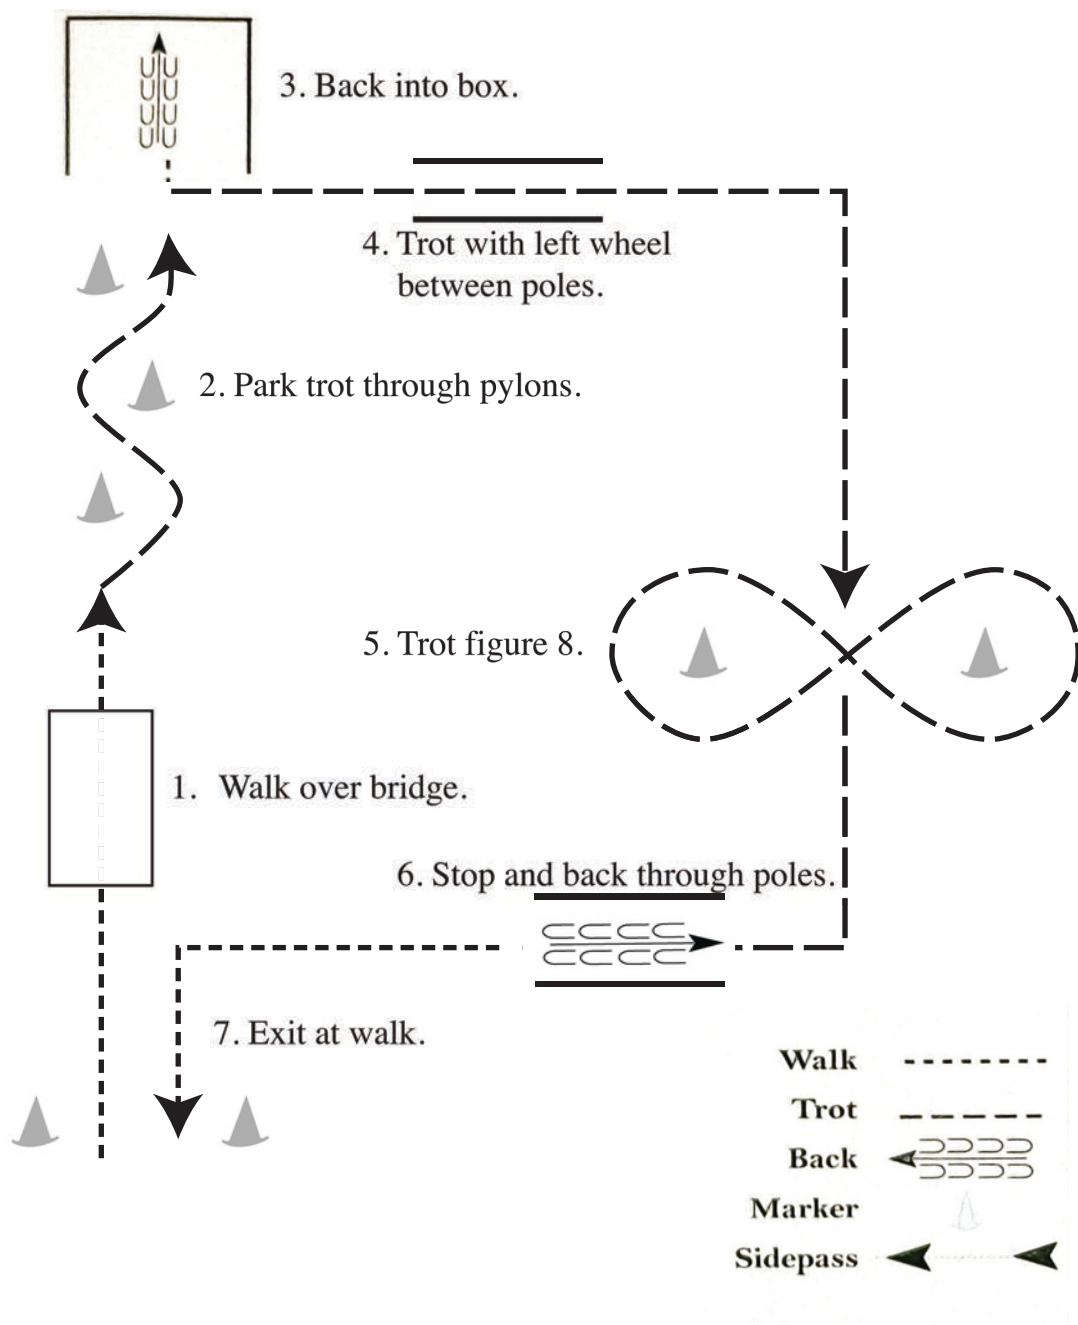 3. Back into box.
4. Trot with left wheel
between poles.
2. Park trot through pylons.
5. Trot figure 8.
1. Walk over bridge.
6. Stop and back through poles.
7. Exit at walk.
Walk
Trot
Back
Marker
Sidepass